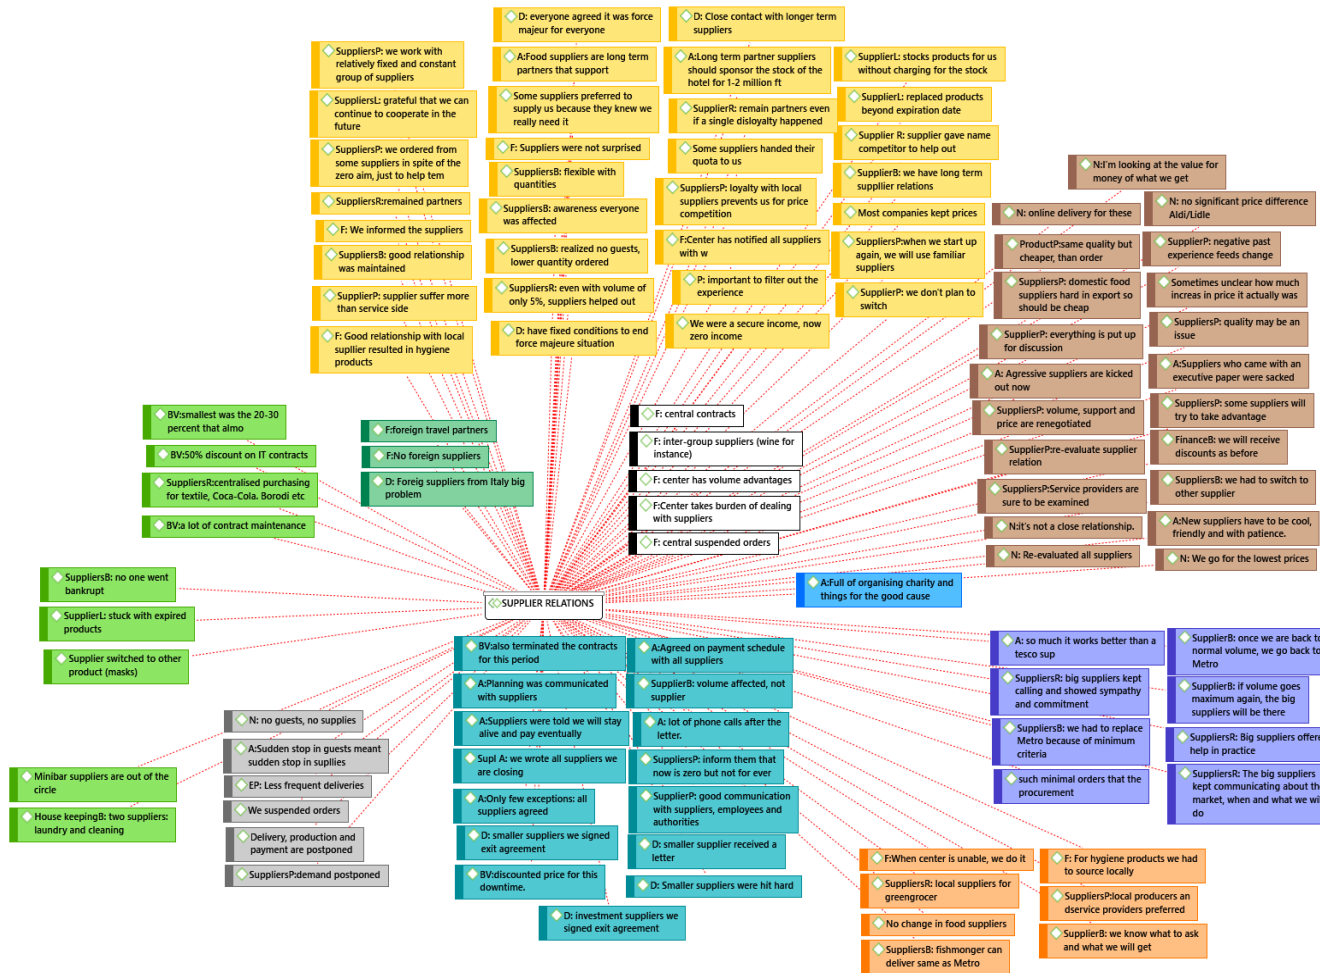 D: everyone agreed it was force
majeur for everyone
A:Food suppliers are long term
partners that support
Some suppliers preferred to
supply us because they knew we
really need it
F: Suppliers were not surprised
SuppliersB: flexible with
quantities
SuppliersB: awareness everyone
was affected
SuppliersB: realized no guests,
lower quantity ordered
SuppliersR: even with volume of
only 5%, suppliers helped out
D: have fixed conditions to end
force majeure situation
SuppliersP: we work with
relatively fixed and constant
group of suppliers
SuppliersL: grateful that we can
continue to cooperate in the
future
SuppliersP: we ordered from
some suppliers in spite of the
zero aim, just to help tem
SuppliersR:remained partners
F: We informed the suppliers
SuppliersB: good relationship
was maintained
SupplierP: supplier suffer more
than service side
F: Good relationship with local
suplilier resulted in hygiene
products
D: Close contact with longer term
suppliers
A:Long term partner suppliers
should sponsor the stock of the
hotel for 1-2 million ft
SupplierR: remain partners even
if a single disloyalty happened
Some suppliers handed their
quota to us
SuppliersP: loyalty with local
suppliers prevents us for price
competition
F:Center has notified all suppliers
with w
P: important to filter out the
experience
We were a secure income, now
zero income
SupplierL: stocks products for us
without charging for the stock
SupplierL: replaced products
beyond expiration date
Supplier R: supplier gave name
competitor to help out
SupplierB: we have long term
supplilier relations
Most companies kept prices
SuppliersP:when we start up
again, we will use familiar
suppliers
SupplierP: we don't plan to
switch
N:I'm looking at the value for
money of what we get
N: online delivery for these
ProductP:same quality but
cheaper, than order
SuppliersP: domestic food
suppliers hard in export so
should be cheap
SupplierP: everything is put up
for discussion
A: Agressive suppliers are kicked
out now
SuppliersP: volume, support and
price are renegotiated
SupplierP:re-evaluate supplier
relation
SuppliersP:Service providers are
sure to be examined
N:it's not a close relationship.
N: Re-evaluated all suppliers
N: no significant price difference
Aldi/Lidle
SupplierP: negative past
experience feeds change
Sometimes unclear how much
increas in price it actually was
SuppliersP: quality may be an
issue
A:Suppliers who came with an
executive paper were sacked
SuppliersP: some suppliers will
try to take advantage
FinanceB: we will receive
discounts as before
SuppliersB: we had to switch to
other supplier
A:New suppliers have to be cool,
friendly and with patience.
N: We go for the lowest prices
BV:smallest was the 20-30
percent that almo
BV:50% discount on IT contracts
SuppliersR:centralised purchasing
for textile, Coca-Cola. Borodi etc
BV:a lot of contract maintenance
F:foreign travel partners
F:No foreign suppliers
D: Foreig suppliers from Italy big
problem
F: central contracts
F: inter-group suppliers (wine for
instance)
F: center has volume advantages
F:Center takes burden of dealing
with suppliers
F: central suspended orders
A:Full of organising charity and
things for the good cause
SUPPLIER RELATIONS
SuppliersB: no one went
bankrupt
SupplierL: stuck with expired
products
Supplier switched to other
product (masks)
Minibar suppliers are out of the
circle
House keepingB: two suppliers:
laundry and cleaning
N: no guests, no supplies
A:Sudden stop in guests meant
sudden stop in supllies
EP: Less frequent deliveries
We suspended orders
Delivery, production and
payment are postponed
SuppliersP:demand postponed
BV:also terminated the contracts
for this period
A:Planning was communicated
with suppliers
A:Suppliers were told we will stay
alive and pay eventually
Supl A: we wrote all suppliers we
are closing
A:Only few exceptions: all
suppliers agreed
D: smaller suppliers we signed
exit agreement
BV:discounted price for this
downtime.
D: investment suppliers we
signed exit agreement
A:Agreed on payment schedule
with all suppliers
SupplierB: volume affected, not
supplier
A: lot of phone calls after the
letter.
SuppliersP: inform them that
now is zero but not for ever
SupplierP: good communication
with suppliers, employees and
authorities
D: smaller supplier received a
letter
D: Smaller suppliers were hit hard
A: so much it works better than a
tesco sup
SuppliersR: big suppliers kept
calling and showed sympathy
and commitment
SuppliersB: we had to replace
Metro because of minimum
criteria
such minimal orders that the
procurement
SupplierB: once we are back to
normal volume, we go back to
Metro
SupplierB: if volume goes
maximum again, the big
suppliers will be there
SuppliersR: Big suppliers offere
help in practice
SuppliersR: The big suppliers
kept communicating about the
market, when and what we wil
do
F:When center is unable, we do it
SuppliersR: local suppliers for
greengrocer
No change in food suppliers
SuppliersB: fishmonger can
deliver same as Metro
F: For hygiene products we had
to source locally
SuppliersP:local producers an
dservice providers preferred
SupplierB: we know what to ask
and what we will get